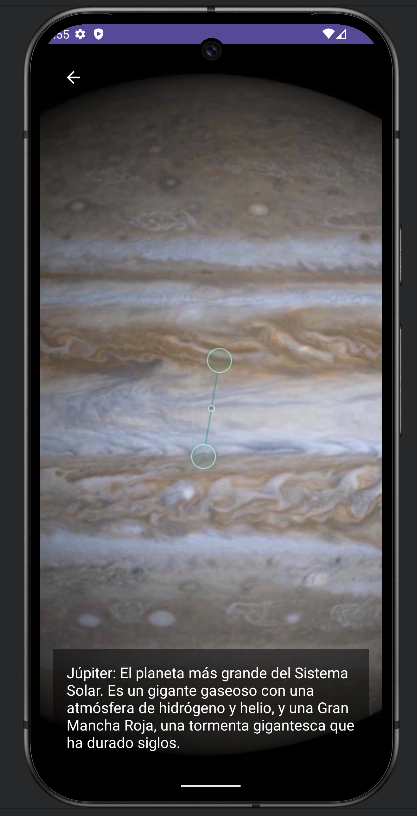 Júpiter: El planeta más grande del Sistema
Solar. Es un gigante gaseoso con una
atmósfera de hidrógeno y helio, y una Gran
Mancha Roja, una tormenta gigantesca que
ha durado siglos.